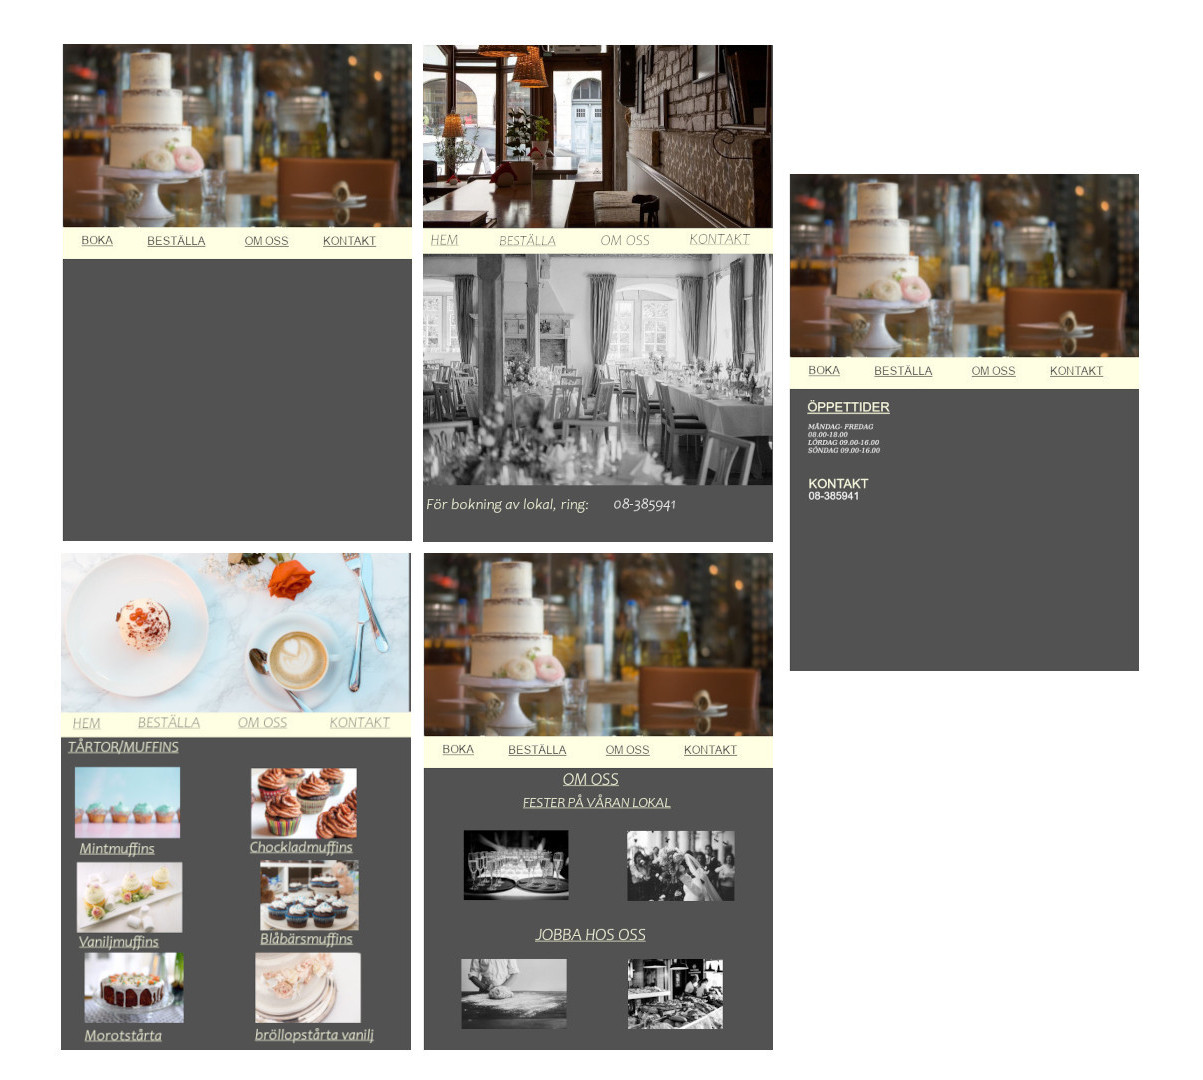 BOKA BESTÄLLA OM OSS KONTAKT
HEM BESTÄLLA OM OSS KONTAKT
För bokning av lokal, ring: 08-385941
BOKA BESTÄLLA OM OSS KONTAKT
ÖPPETTIDER
MÅNDAG- FREDAG
08.00-18.00
LÖRDAG 09.00-16.00
SÖNDAG 09.00-16.00
KONTAKT
08-385941
HEM BESTÄLLA OM OSS KONTAKT
TÅRTOR/MUFFINS
Mintmuffins Chockladmuffins
Vaniljmuffins Blåbärsmuffins
Morotstårta bröllopstårta vanilj
BOKA BESTÄLLA OM OSS KONTAKT
OM OSS
FESTER PÅ VÅRAN LOKAL
JOBBA HOS OSS